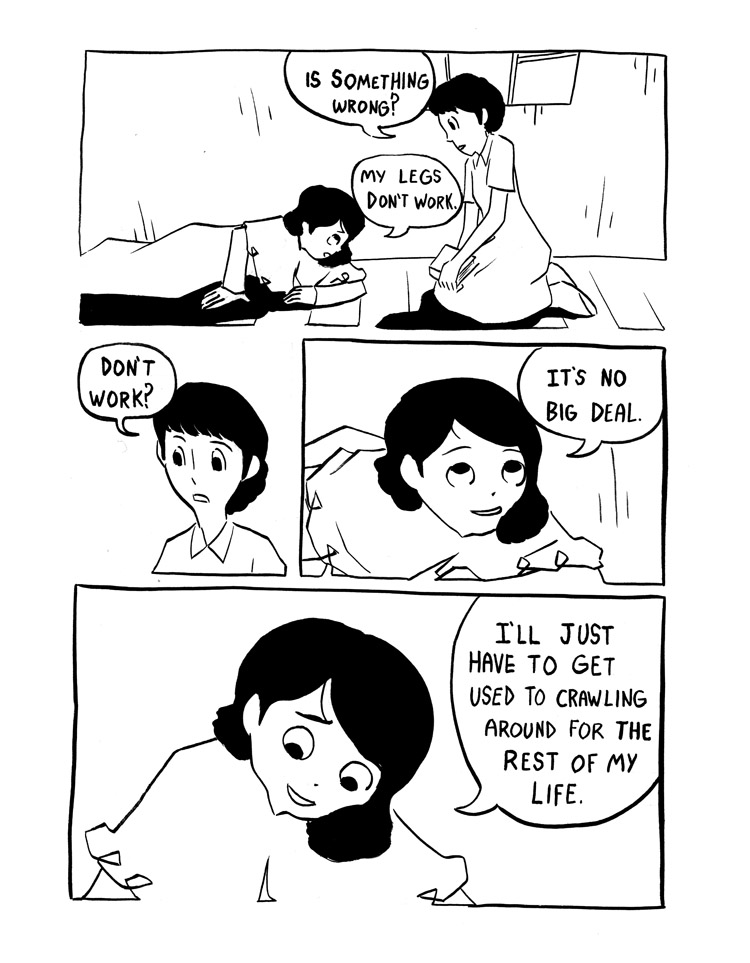 IS SOMETHING
WRONG?
MY LEGS
DON'T WORK.
DON'T
WORK?
IT'S NO
BIG DEAL.
I'LL JUST
HAVE TO GET
USED TO CRAWLING
AROUND FOR THE
REST OF MY
LIFE.